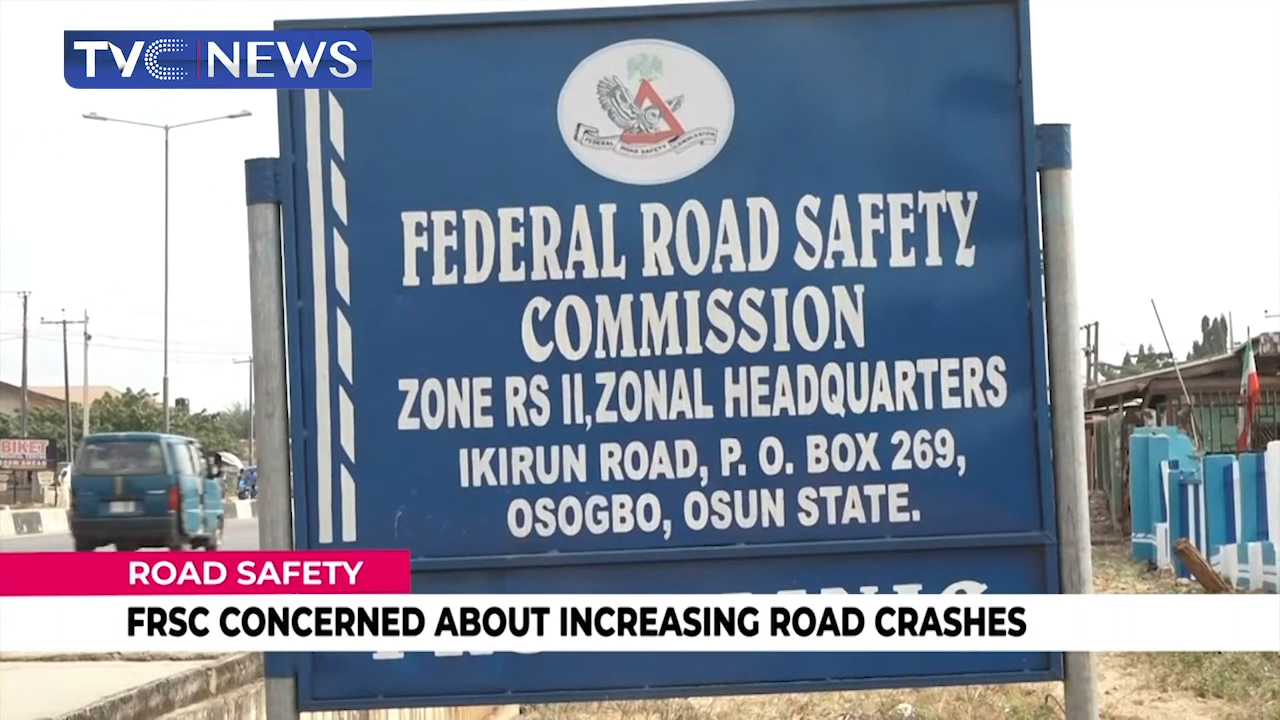 TVC NEWS
FEDERAL ROAD SAFETY COMMISSION
FEDERAL ROAD SAFETY
COMMISSION
ZONE RS II, ZONAL HEADQUARTERS
IKIRUN ROAD, P. O. BOX 269,
OSOGBO, OSUN STATE.
BIKET
ROAD SAFETY
FRSC CONCERNED ABOUT INCREASING ROAD CRASHES